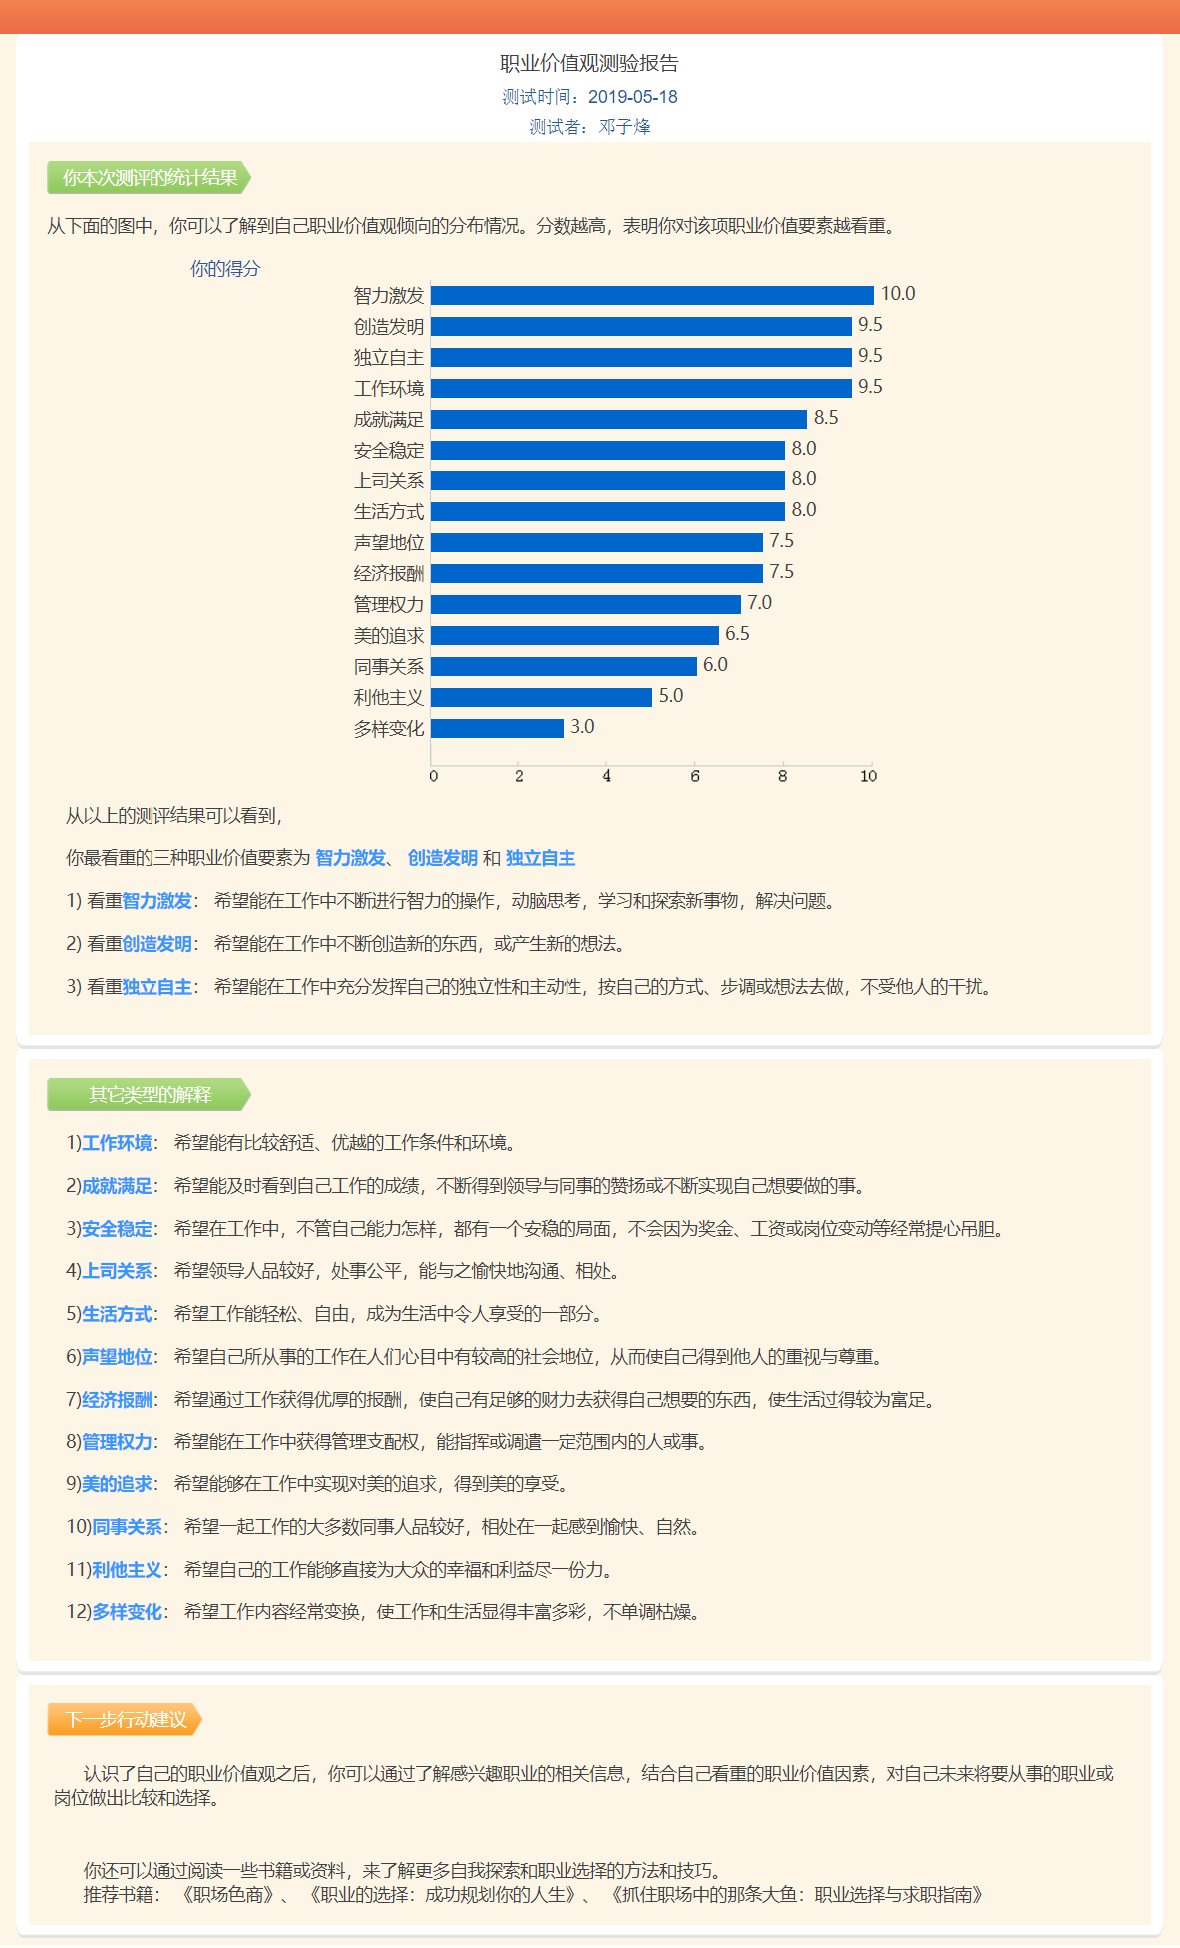 职业价值观测验报告
测试时间：2019-05-18
测试者：邓子烽
你本次测评的统计结果
从下面的图中，你可以了解到自己职业价值观倾向的分布情况。分数越高，表明你对该项职业价值要素越看重。
你的得分
智力激发 10.0
创造发明 9.5
独立自主 9.5
工作环境 9.5
成就满足 8.5
安全稳定 8.0
上司关系 8.0
生活方式 8.0
声望地位 7.5
经济报酬 7.5
管理权力 7.0
美的追求 6.5
同事关系 6.0
利他主义 5.0
多样变化 3.0
0 2 4 6 8 10
从以上的测评结果可以看到，
你最看重的三种职业价值要素为 智力激发、 创造发明 和 独立自主
1) 看重智力激发： 希望能在工作中不断进行智力的操作，动脑思考，学习和探索新事物，解决问题。
2) 看重创造发明： 希望能在工作中不断创造新的东西，或产生新的想法。
3) 看重独立自主： 希望能在工作中充分发挥自己的独立性和主动性，按自己的方式、步调或想法去做，不受他人的干扰。
其它类型的解释
1)工作环境： 希望能有比较舒适、优越的工作条件和环境。
2)成就满足： 希望能及时看到自己工作的成绩，不断得到领导与同事的赞扬或不断实现自己想要做的事。
3)安全稳定： 希望在工作中，不管自己能力怎样，都有一个安稳的局面，不会因为奖金、工资或岗位变动等经常提心吊胆。
4)上司关系： 希望领导人品较好，处事公平，能与之愉快地沟通、相处。
5)生活方式： 希望工作能轻松、自由，成为生活中令人享受的一部分。
6)声望地位： 希望自己所从事的工作在人们心目中有较高的社会地位，从而使自己得到他人的重视与尊重。
7)经济报酬： 希望通过工作获得优厚的报酬，使自己有足够的财力去获得自己想要的东西，使生活过得较为富足。
8)管理权力： 希望能在工作中获得管理支配权，能指挥或调遣一定范围内的人或事。
9)美的追求： 希望能够在工作中实现对美的追求，得到美的享受。
10)同事关系： 希望一起工作的大多数同事人品较好，相处在一起感到愉快、自然。
11)利他主义： 希望自己的工作能够直接为大众的幸福和利益尽一份力。
12)多样变化： 希望工作内容经常变换，使工作和生活显得丰富多彩，不单调枯燥。
下一步行动建议
认识了自己的职业价值观之后，你可以通过了解感兴趣职业的相关信息，结合自己看重的职业价值因素，对自己未来将要从事的职业或
岗位做出比较和选择。
你还可以通过阅读一些书籍或资料，来了解更多自我探索和职业选择的方法和技巧。
推荐书籍：《职场色商》、《职业的选择：成功规划你的人生》、《抓住职场中的那条大鱼：职业选择与求职指南》